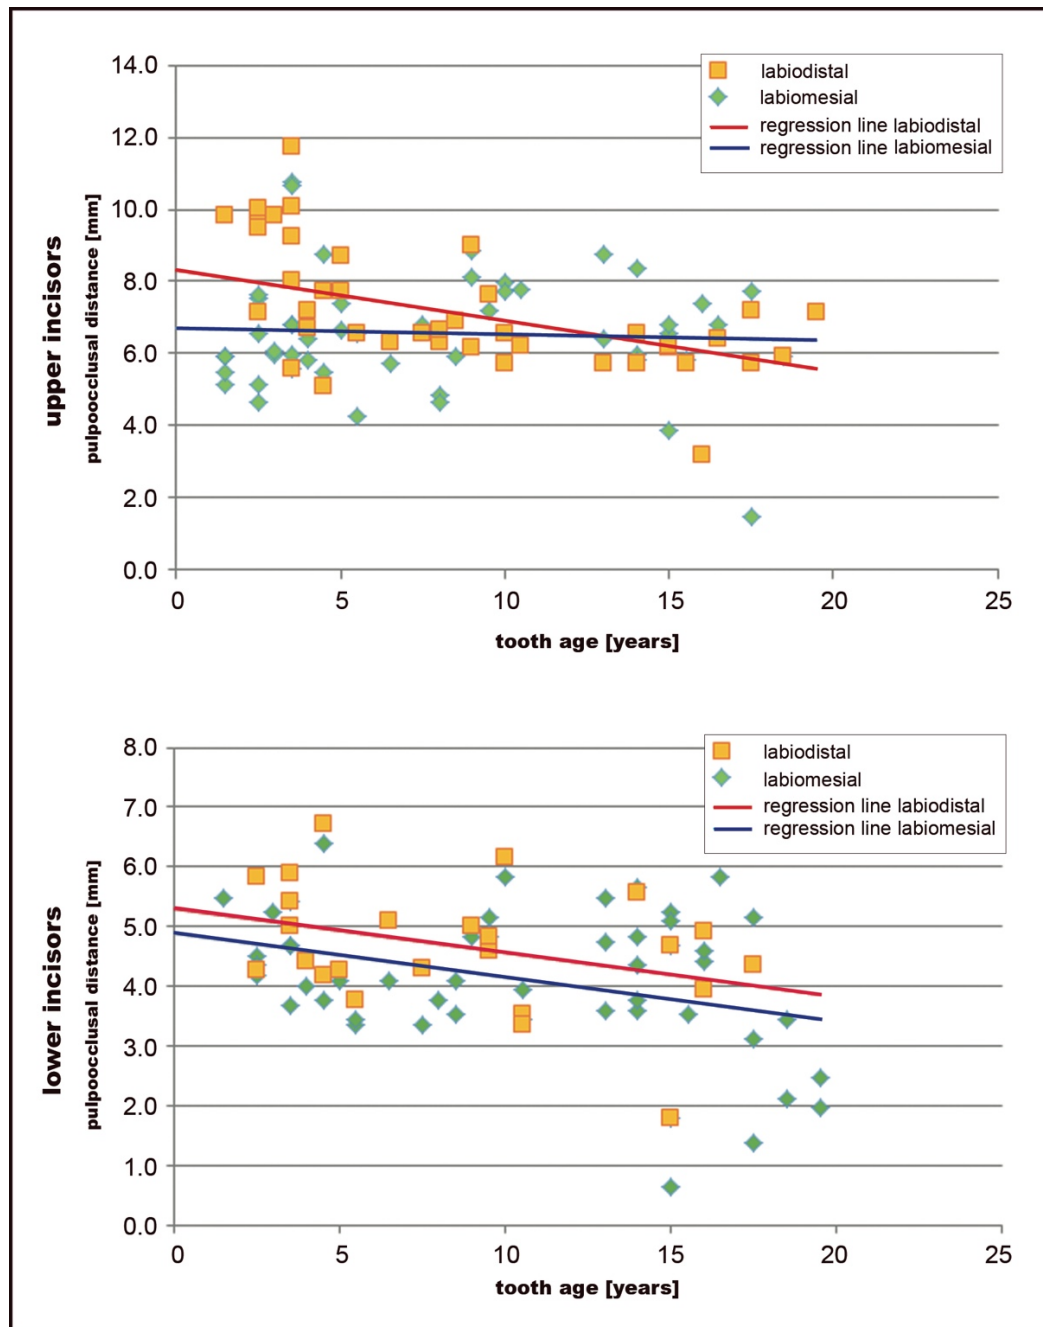 upper incisors
pulpoocclusal distance [mm]
14.0
12.0
10.0
8.0
6.0
4.0
2.0
0.0
labiodistal
labiomesial
regression line labiodistal
regression line labiomesial
0 5 10 15 20 25
tooth age [years]
lower incisors
pulpoocclusal distance [mm]
8.0
7.0
6.0
5.0
4.0
3.0
2.0
1.0
0.0
labiodistal
labiomesial
regression line labiodistal
regression line labiomesial
0 5 10 15 20 25
tooth age [years]